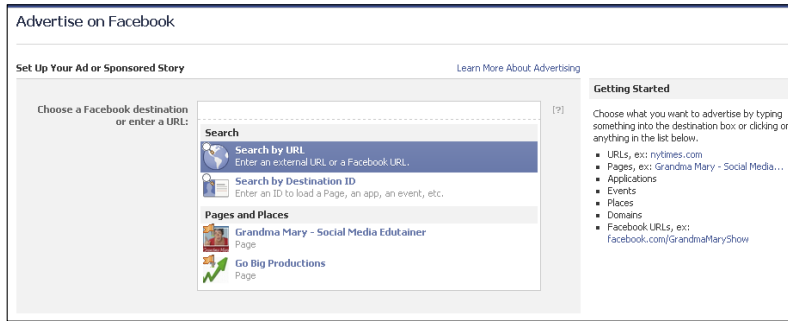 Advertise on Facebook
Set Up Your Ad or Sponsored Story
Learn More About Advertising
Choose a Facebook destination
or enter a URL:
[?]
Search
Search by URL
Enter an external URL or a Facebook URL.
Search by Destination ID
Enter an ID to load a Page, an app, an event, etc.
Pages and Places
Grandma Mary - Social Media Edutainer
Page
Go Big Productions
Page
Getting Started
Choose what you want to advertise by typing
something into the destination box or clicking on
anything in the list below.
URLs, ex: nytimes.com
Pages, ex: Grandma Mary - Social Media...
Applications
Events
Places
Domains
Facebook URLs, ex:
facebook.com/GrandmaMaryShow